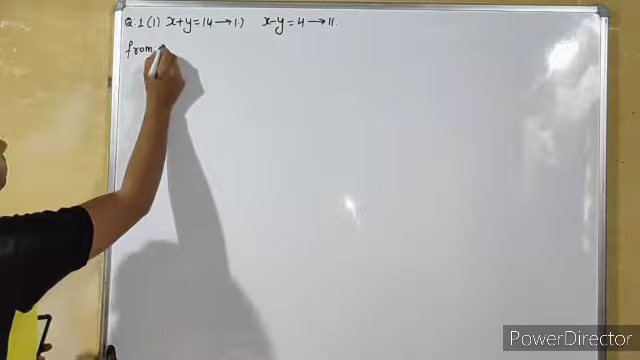 Q:1 (1) x+y=14→1.) x-y=4→11.
from
PowerDirector